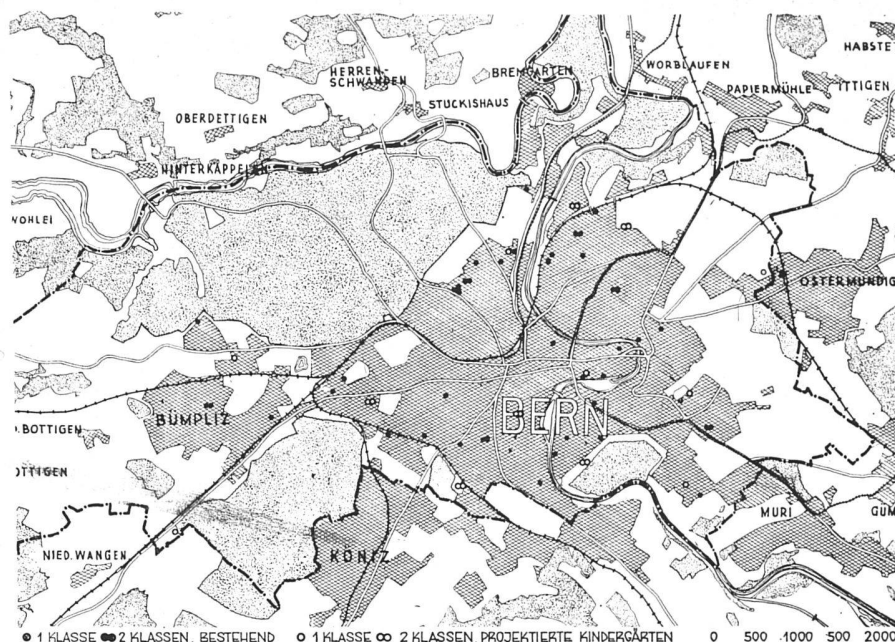 HABSTE
WORBLAUFEN
HERREN-
SCHWANDEN
BREMGARTEN
PAPIERMÜHLE
ITTIGEN
STUCKISHAUS
OBERDETTIGEN
HINTERKAPPELEN
WOHLEI
OSTERMUNDIG
BÜMPLIZ
BERN
BOTTIGEN
MURI
GÜM
NIED. WANGEN
KÖNIZ
1 KLASSE 2 KLASSEN, BESTEHEND 1 KLASSE 2 KLASSEN PROJEKTIERTE KINDERGÄRTEN 0 500 1000 500 2000